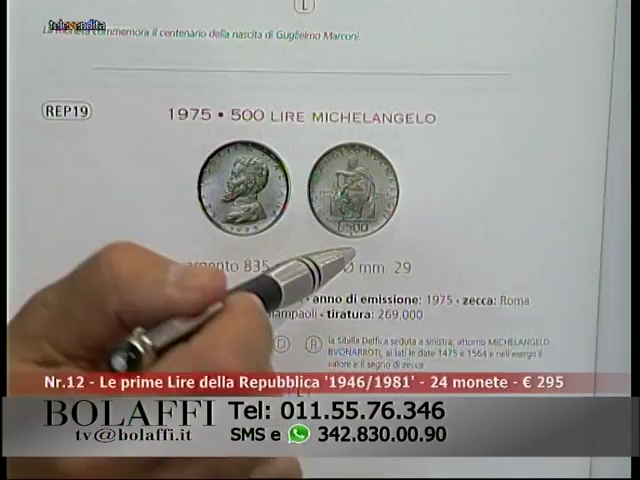 televendita
L
La moneta commemora il centenario della nascita di Guglielmo Marconi.
REP19
1975 • 500 LIRE MICHELANGELO
1975
L.500
argento 835
Ø mm. 29
• anno di emissione: 1975 • zecca: Roma
• tiratura: 269,000
D R la Sibilla Delfica seduta a sinistra; attorno MICHELANGELO
BVONARROTI, ai lati le date 1475 e 1564 e nell'esergo il
valore e il segno di zecca
Nr.12 - Le prime Lire della Repubblica '1946/1981' - 24 monete - € 295
BOLAFFI
tv@bolaffi.it
Tel: 011.55.76.346
SMS e 342.830.00.90